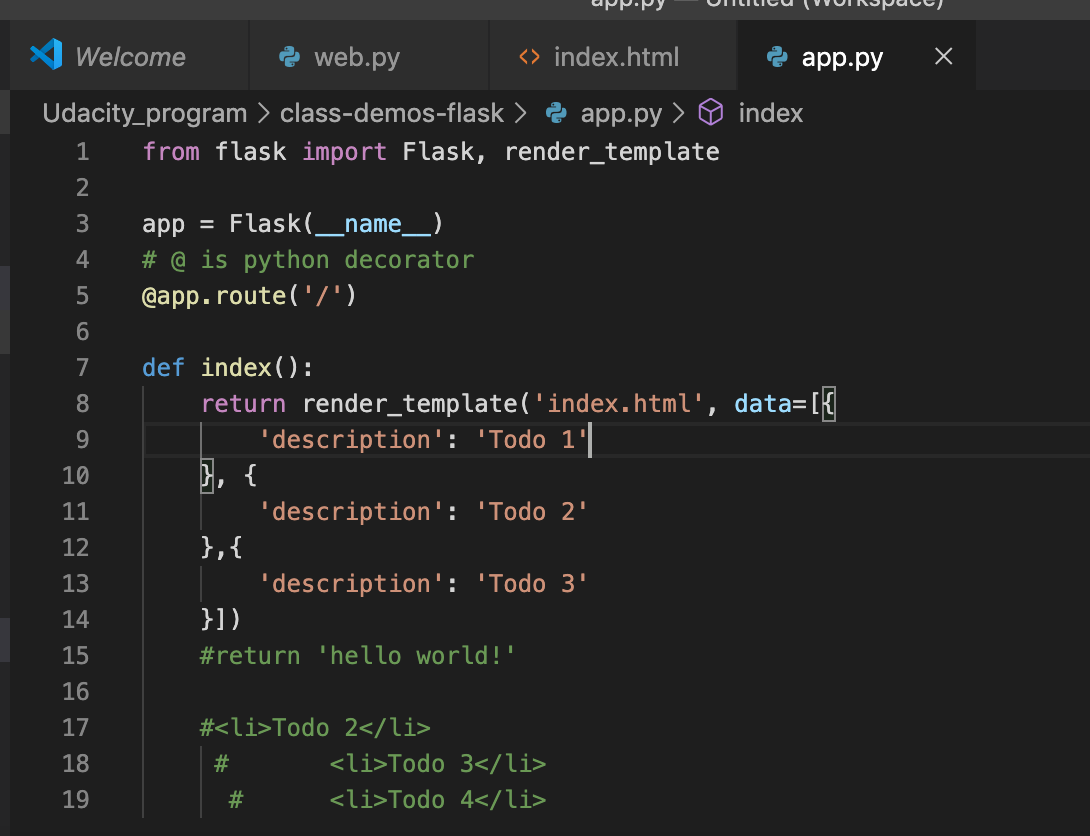 app.py — Untitled (Workspace)
Welcome web.py <> index.html app.py ×
Udacity_program > class-demos-flask > app.py > index
1 from flask import Flask, render_template
2
3 app = Flask(__name__)
4 # @ is python decorator
5 @app.route('/')
6
7 def index():
8     return render_template('index.html', data=[{
9         'description': 'Todo 1'
10     }, {
11         'description': 'Todo 2'
12     },{
13         'description': 'Todo 3'
14     }])
15     #return 'hello world!'
16
17     #<li>Todo 2</li>
18      #       <li>Todo 3</li>
19       #      <li>Todo 4</li>